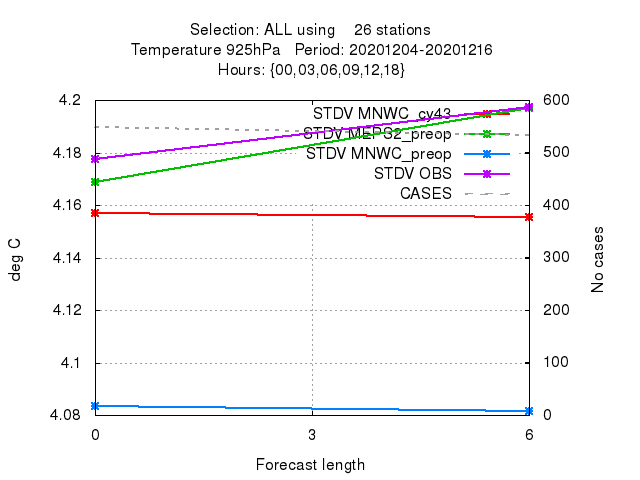 Selection: ALL using 26 stations
Temperature 925hPa Period: 20201204-20201216
Hours: {00,03,06,09,12,18}
4.2
4.18
4.16
4.14
4.12
4.1
4.08
600
500
400
300
200
100
0
STDV MNWC_cy43
STDV MEPS2_preop
STDV MNWC_preop
STDV OBS
CASES
deg C
No cases
0 3 6
Forecast length